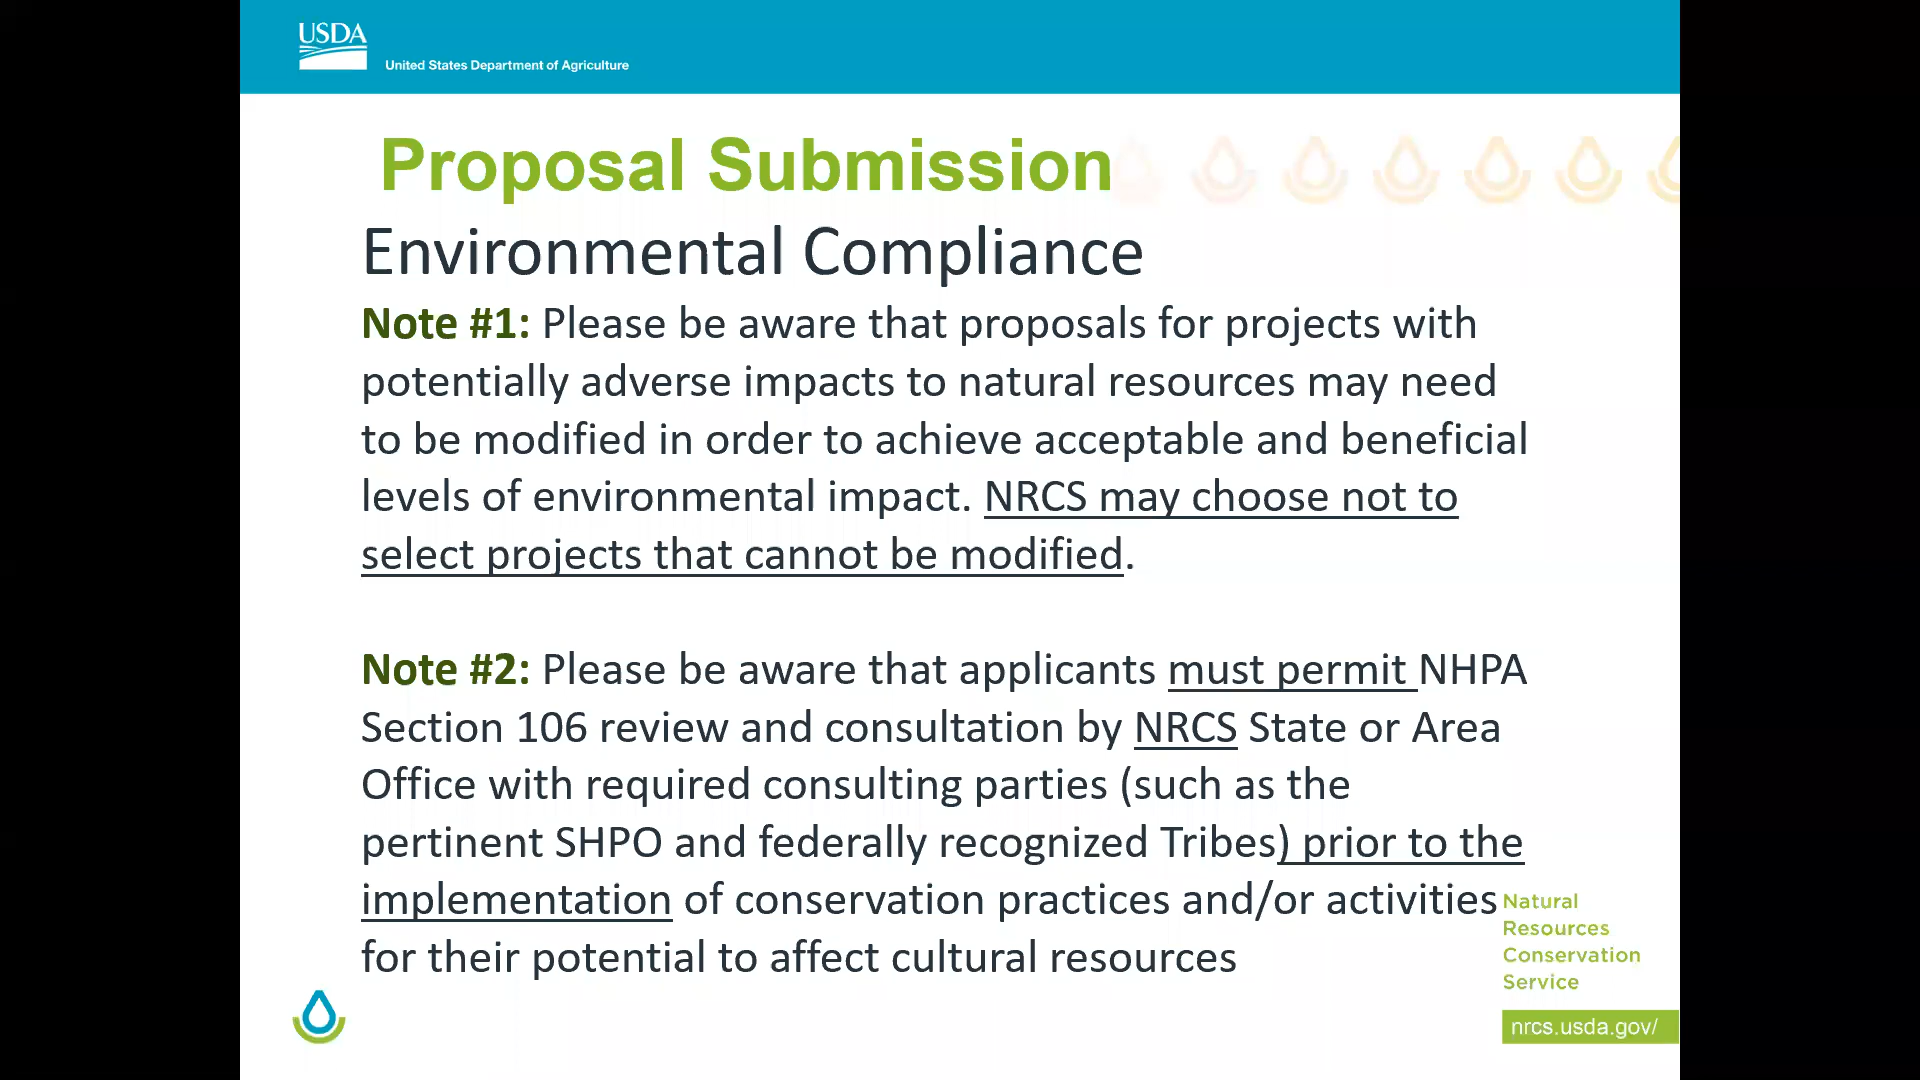 USDA
United States Department of Agriculture
Proposal Submission
Environmental Compliance
Note #1: Please be aware that proposals for projects with
potentially adverse impacts to natural resources may need
to be modified in order to achieve acceptable and beneficial
levels of environmental impact. NRCS may choose not to
select projects that cannot be modified.
Note #2: Please be aware that applicants must permit NHPA
Section 106 review and consultation by NRCS State or Area
Office with required consulting parties (such as the
pertinent SHPO and federally recognized Tribes) prior to the
implementation of conservation practices and/or activities
for their potential to affect cultural resources
Natural
Resources
Conservation
Service
nrcs.usda.gov/